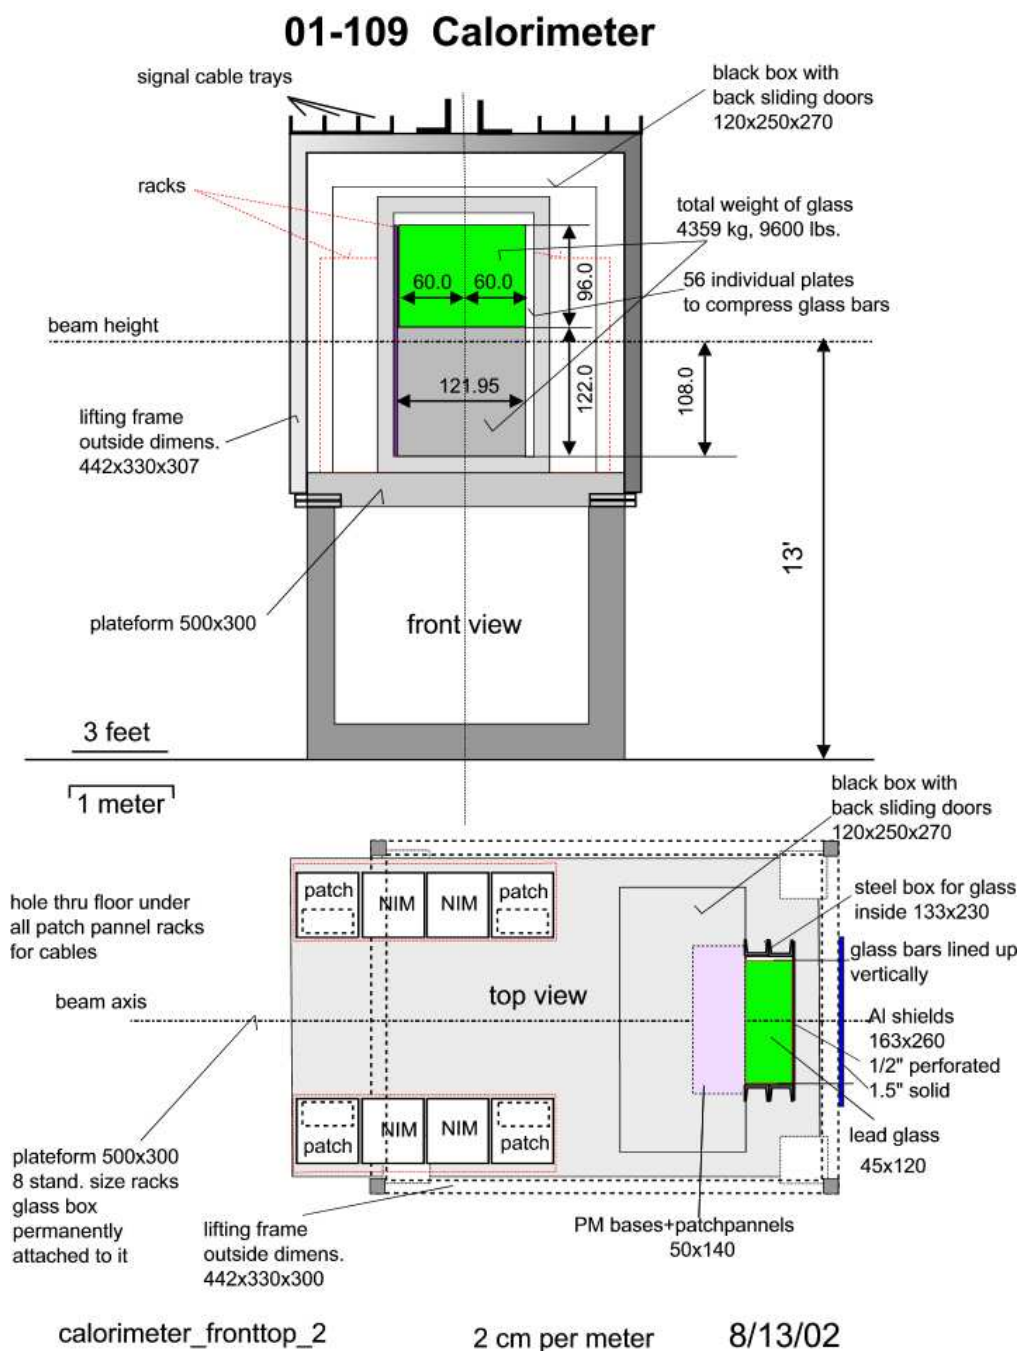 01-109 Calorimeter
signal cable trays
black box with
back sliding doors
120x250x270
racks
total weight of glass
4359 kg, 9600 lbs.
60.0
60.0
96.0
56 individual plates
to compress glass bars
beam height
121.95
122.0
108.0
lifting frame
outside dimens.
442x330x307
13'
plateform 500x300
front view
3 feet
1 meter
black box with
back sliding doors
120x250x270
patch
NIM
NIM
patch
steel box for glass
inside 133x230
hole thru floor under
all patch pannel racks
for cables
glass bars lined up
vertically
beam axis
top view
Al shields
163x260
1/2" perforated
1.5" solid
patch
NIM
NIM
patch
lead glass
45x120
plateform 500x300
8 stand. size racks
glass box
permanently
attached to it
lifting frame
outside dimens.
442x330x300
PM bases+patchpannels
50x140
calorimeter_fronttop_2
2 cm per meter
8/13/02